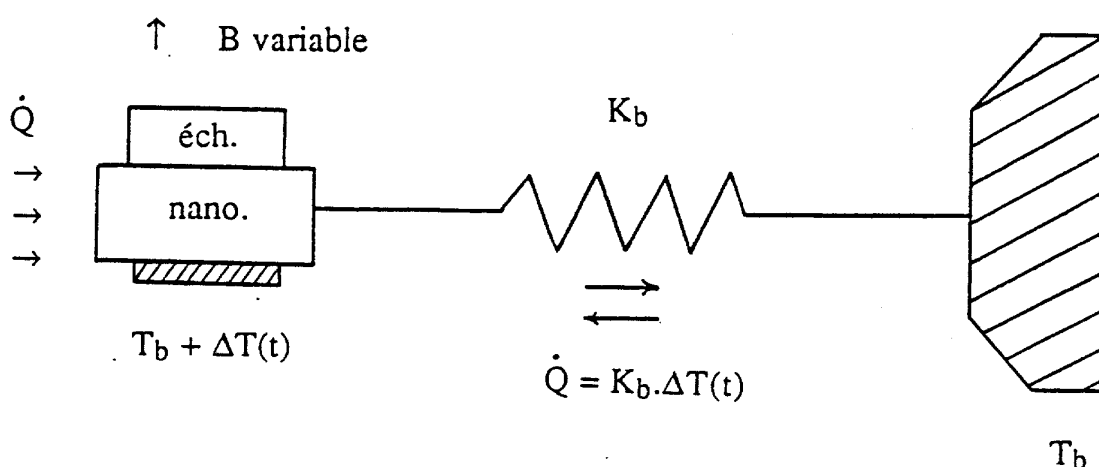 ↑ B variable
Q̇
→
→
→
éch.
nano.
K_b
T_b + ΔT(t)
Q̇ = K_b.ΔT(t)
T_b